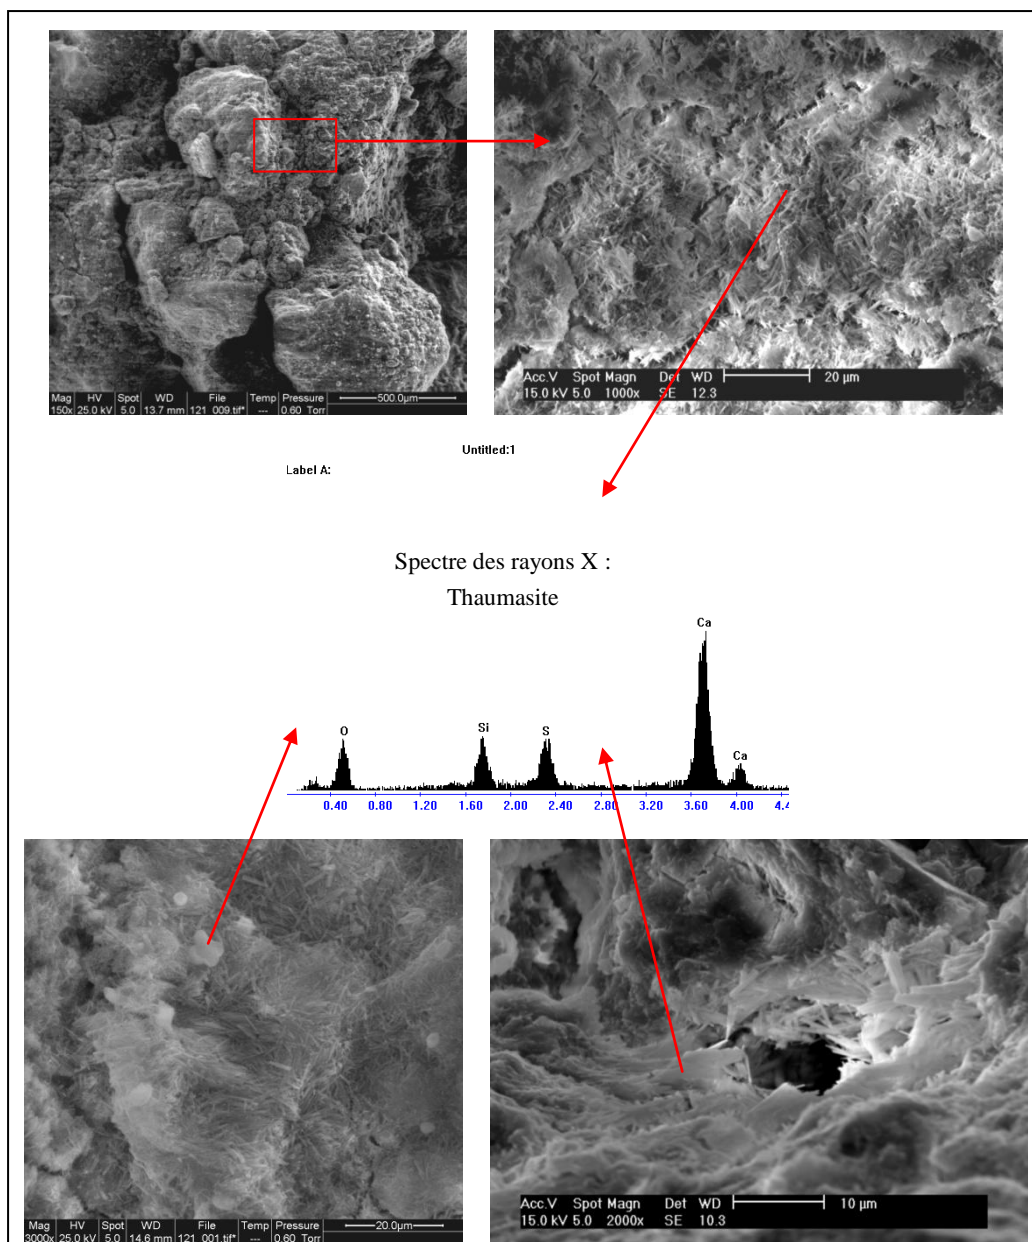 Mag HV Spot WD File Temp Pressure 500.0µm
150x 25.0 kV 5.0 13.7 mm 121_009.tif* --- 0.60 Torr
Acc.V Spot Magn Det WD 20 µm
15.0 kV 5.0 1000x SE 12.3
Untitled:1
Label A:
Spectre des rayons X :
Thaumasite
Ca
O Si S
Ca
0.40 0.80 1.20 1.60 2.00 2.40 2.80 3.20 3.60 4.00 4.4
Mag HV Spot WD File Temp Pressure 20.0µm
3000x 25.0 kV 5.0 14.6 mm 121_001.tif* --- 0.60 Torr
Acc.V Spot Magn Det WD 10 µm
15.0 kV 5.0 2000x SE 10.3